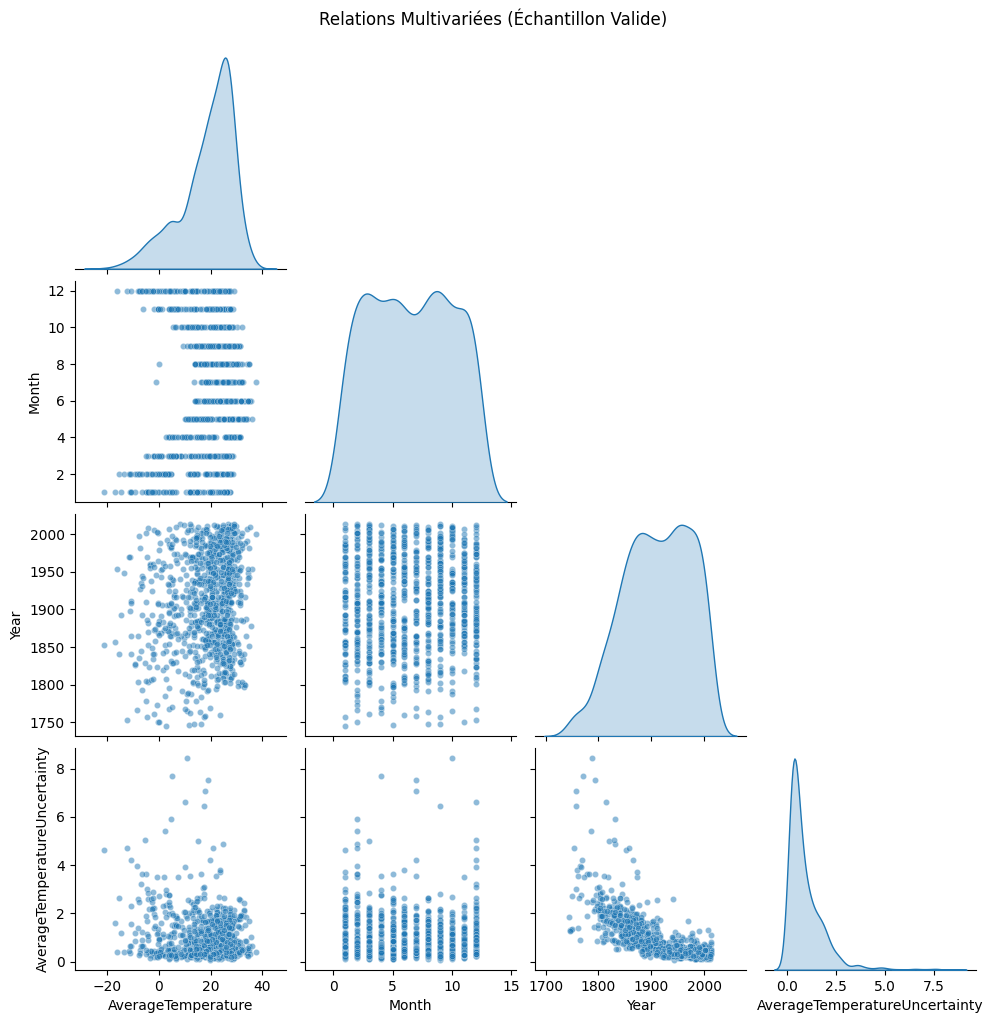 Relations Multivariées (Échantillon Valide)
12
10
8
6
4
2
Month
2000
1950
1900
1850
1800
1750
Year
8
6
4
2
0
AverageTemperatureUncertainty
−20 0 20 40
AverageTemperature
0 5 10 15
Month
1700 1800 1900 2000
Year
0.0 2.5 5.0 7.5
AverageTemperatureUncertainty